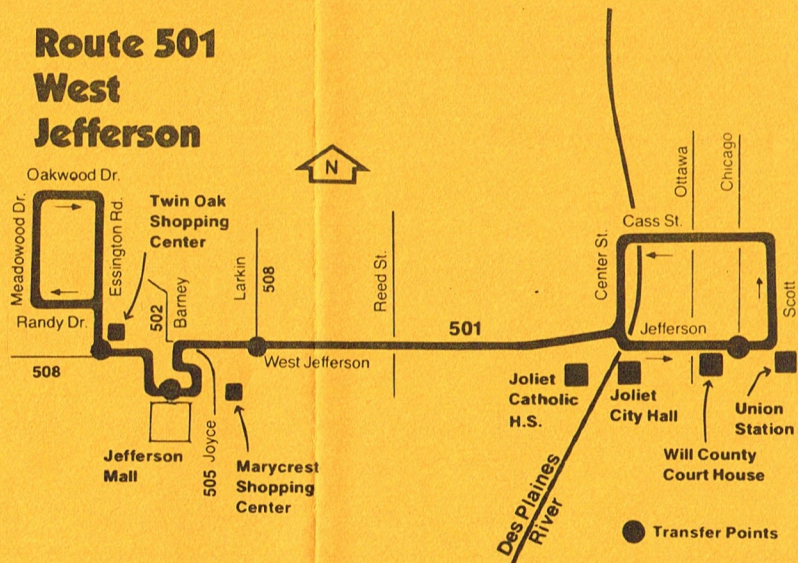 Route 501
West
Jefferson
N
Oakwood Dr.
Meadowood Dr.
Essington Rd.
Randy Dr.
508
Twin Oak
Shopping
Center
502
Barney
Larkin
508
Reed St.
501
West Jefferson
Jefferson
Mall
505 Joyce
Marycrest
Shopping
Center
Cass St.
Center St.
Ottawa
Chicago
Scott
Jefferson
Joliet
Catholic
H.S.
Joliet
City Hall
Union
Station
Will County
Court House
Des Plaines
River
Transfer Points